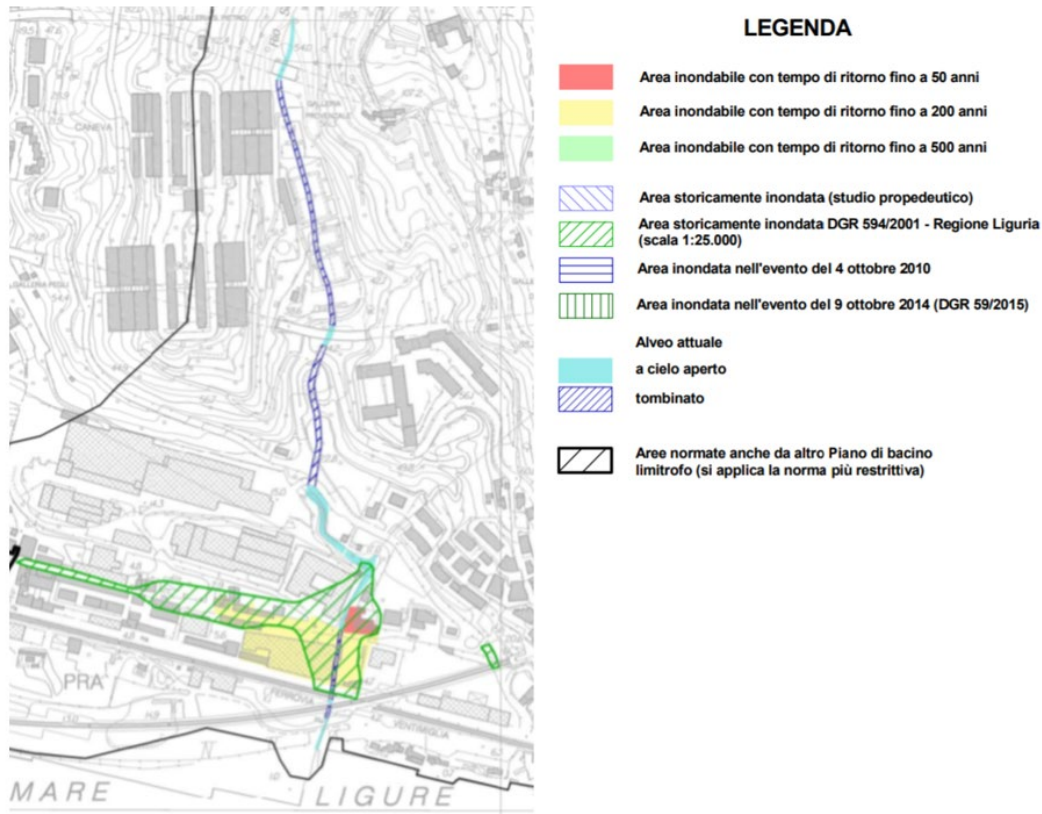 LEGENDA
Area inondabile con tempo di ritorno fino a 50 anni
Area inondabile con tempo di ritorno fino a 200 anni
Area inondabile con tempo di ritorno fino a 500 anni
Area storicamente inondata (studio propedeutico)
Area storicamente inondata DGR 594/2001 - Regione Liguria
(scala 1:25.000)
Area inondata nell'evento del 4 ottobre 2010
Area inondata nell'evento del 9 ottobre 2014 (DGR 59/2015)
Alveo attuale
a cielo aperto
tombinato
Aree normate anche da altro Piano di bacino
limitrofo (si applica la norma più restrittiva)
CANEVA
GALLERIA
PRA
FERROVIA
VENTIMIGLIA
MARE LIGURE